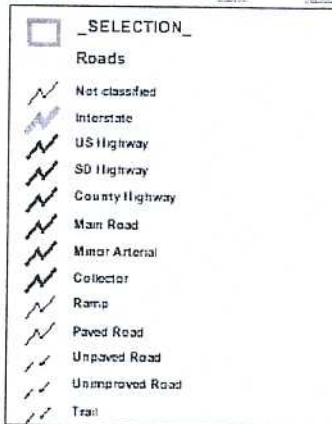 _SELECTION_
Roads
Not classified
Interstate
US Highway
SD Highway
County Highway
Main Road
Minor Arterial
Collector
Ramp
Paved Road
Unpaved Road
Unimproved Road
Trail